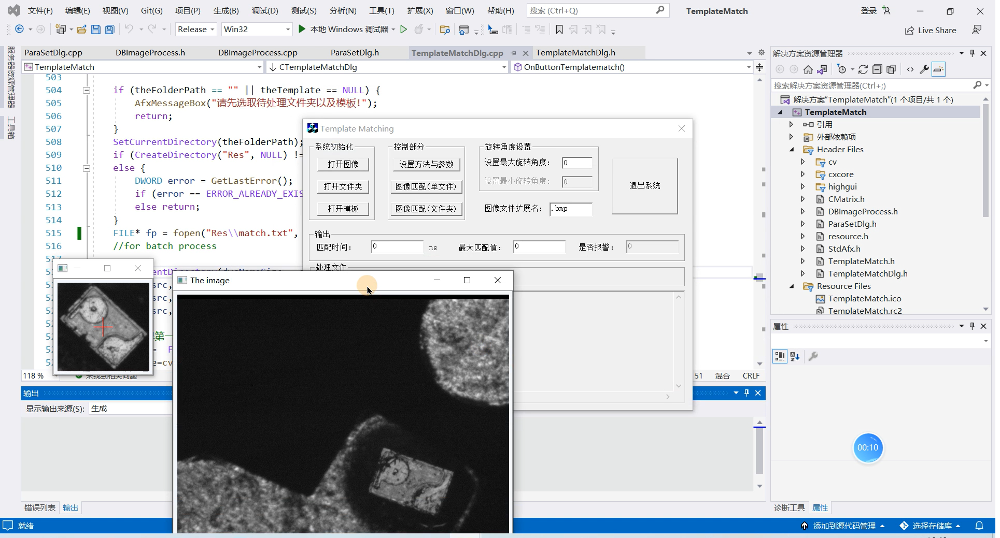 文件(F) 编辑(E) 视图(V) Git(G) 项目(P) 生成(B) 调试(D) 测试(S) 分析(N) 工具(T) 扩展(X) 窗口(W) 帮助(H) 搜索 (Ctrl+Q) TemplateMatch 登录
Release Win32 本地 Windows 调试器 Live Share
服务器资源管理器
工具箱
ParaSetDlg.cpp DBImageProcess.h DBImageProcess.cpp ParaSetDlg.h TemplateMatchDlg.cpp TemplateMatchDlg.h
TemplateMatch CTemplateMatchDlg OnButtonTemplatematch()
503
504 if (theFolderPath == "" || theTemplate == NULL) {
505 AfxMessageBox("请先选取待处理文件夹以及模板!");
506 return;
507 }
508 SetCurrentDirectory(theFolderPath);
509 if (CreateDirectory("Res", NULL) !=
510 else {
511 DWORD error = GetLastError();
512 if (error == ERROR_ALREADY_EXIS
513 else return;
514 }
515 FILE* fp = fopen("Res\\match.txt",
516 //for batch process
517
src,
src,
src,
第一
= F
e=cv
118 % 未找到相关问题
51 混合 CRLF
Template Matching
系统初始化
打开图像
打开文件夹
打开模板
控制部分
设置方法与参数
图像匹配(单文件)
图像匹配(文件夹)
旋转角度设置
设置最大旋转角度: 0
设置最小旋转角度: 0
图像文件扩展名: .bmp
退出系统
输出
匹配时间: 0 ms 最大匹配值: 0 是否报警: 0
处理文件
The image
输出
显示输出来源(S): 生成
错误列表 输出
解决方案资源管理器
搜索解决方案资源管理器(Ctrl+;)
解决方案"TemplateMatch"(1 个项目/共 1 个)
TemplateMatch
引用
外部依赖项
Header Files
cv
cxcore
highgui
CMatrix.h
DBImageProcess.h
ParaSetDlg.h
resource.h
StdAfx.h
TemplateMatch.h
TemplateMatchDlg.h
Resource Files
TemplateMatch.ico
TemplateMatch.rc2
属性
00:10
诊断工具 属性
就绪 添加到源代码管理 选择存储库